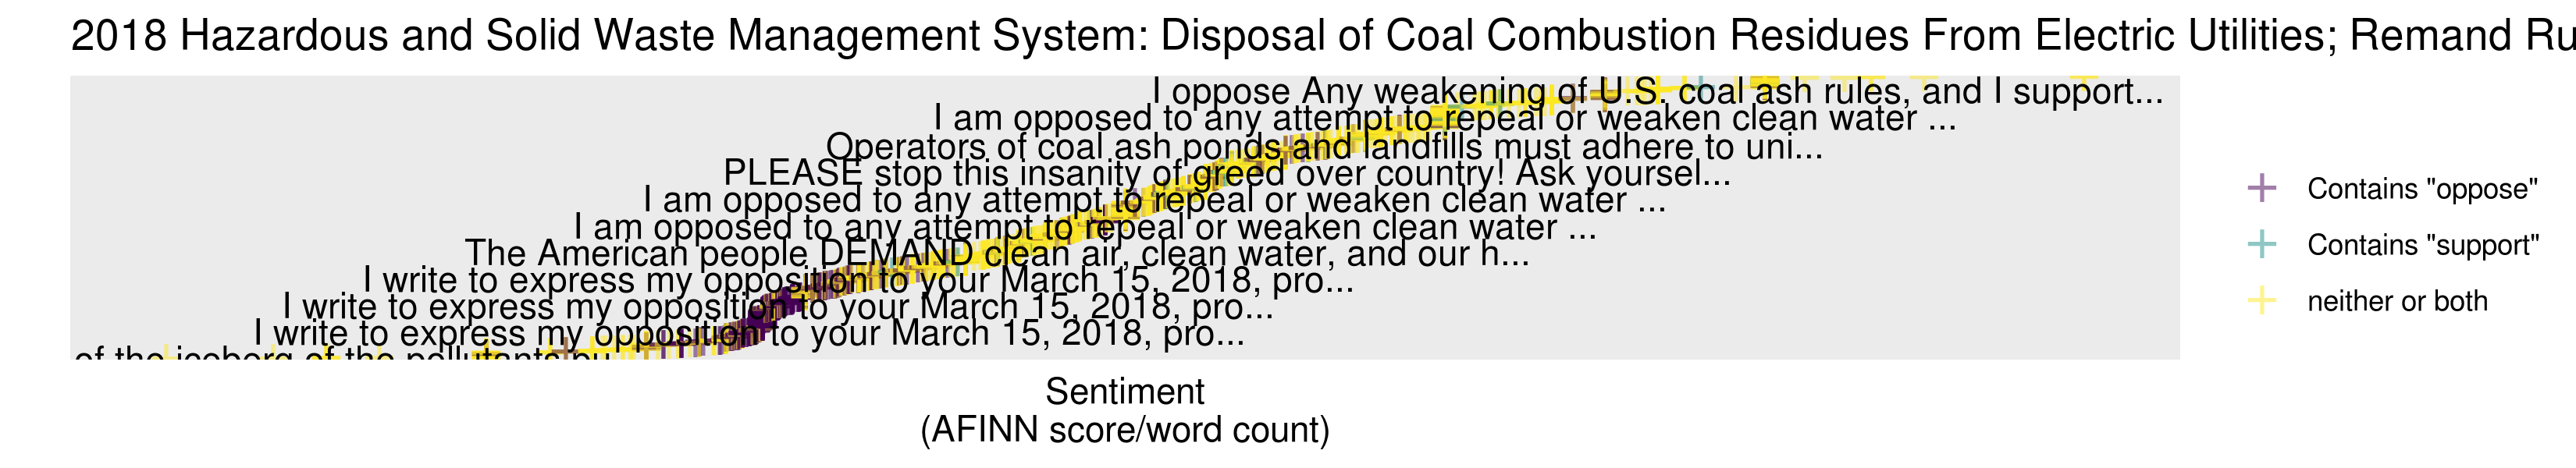 2018 Hazardous and Solid Waste Management System: Disposal of Coal Combustion Residues From Electric Utilities; Remand Ru
I oppose Any weakening of U.S. coal ash rules, and I support...
I am opposed to any attempt to repeal or weaken clean water ...
Operators of coal ash ponds and landfills must adhere to uni...
PLEASE stop this insanity of greed over country! Ask yoursel...
I am opposed to any attempt to repeal or weaken clean water ...
I am opposed to any attempt to repeal or weaken clean water ...
The American people DEMAND clean air, clean water, and our h...
I write to express my opposition to your March 15, 2018, pro...
I write to express my opposition to your March 15, 2018, pro...
I write to express my opposition to your March 15, 2018, pro...
of the iceberg of the pollutants bu...
Contains "oppose"
Contains "support"
neither or both
Sentiment
(AFINN score/word count)